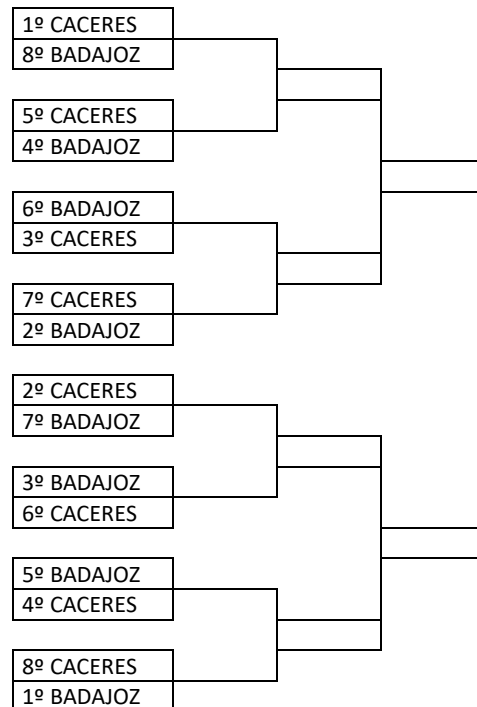 1º CACERES
8º BADAJOZ
5º CACERES
4º BADAJOZ
6º BADAJOZ
3º CACERES
7º CACERES
2º BADAJOZ
2º CACERES
7º BADAJOZ
3º BADAJOZ
6º CACERES
5º BADAJOZ
4º CACERES
8º CACERES
1º BADAJOZ